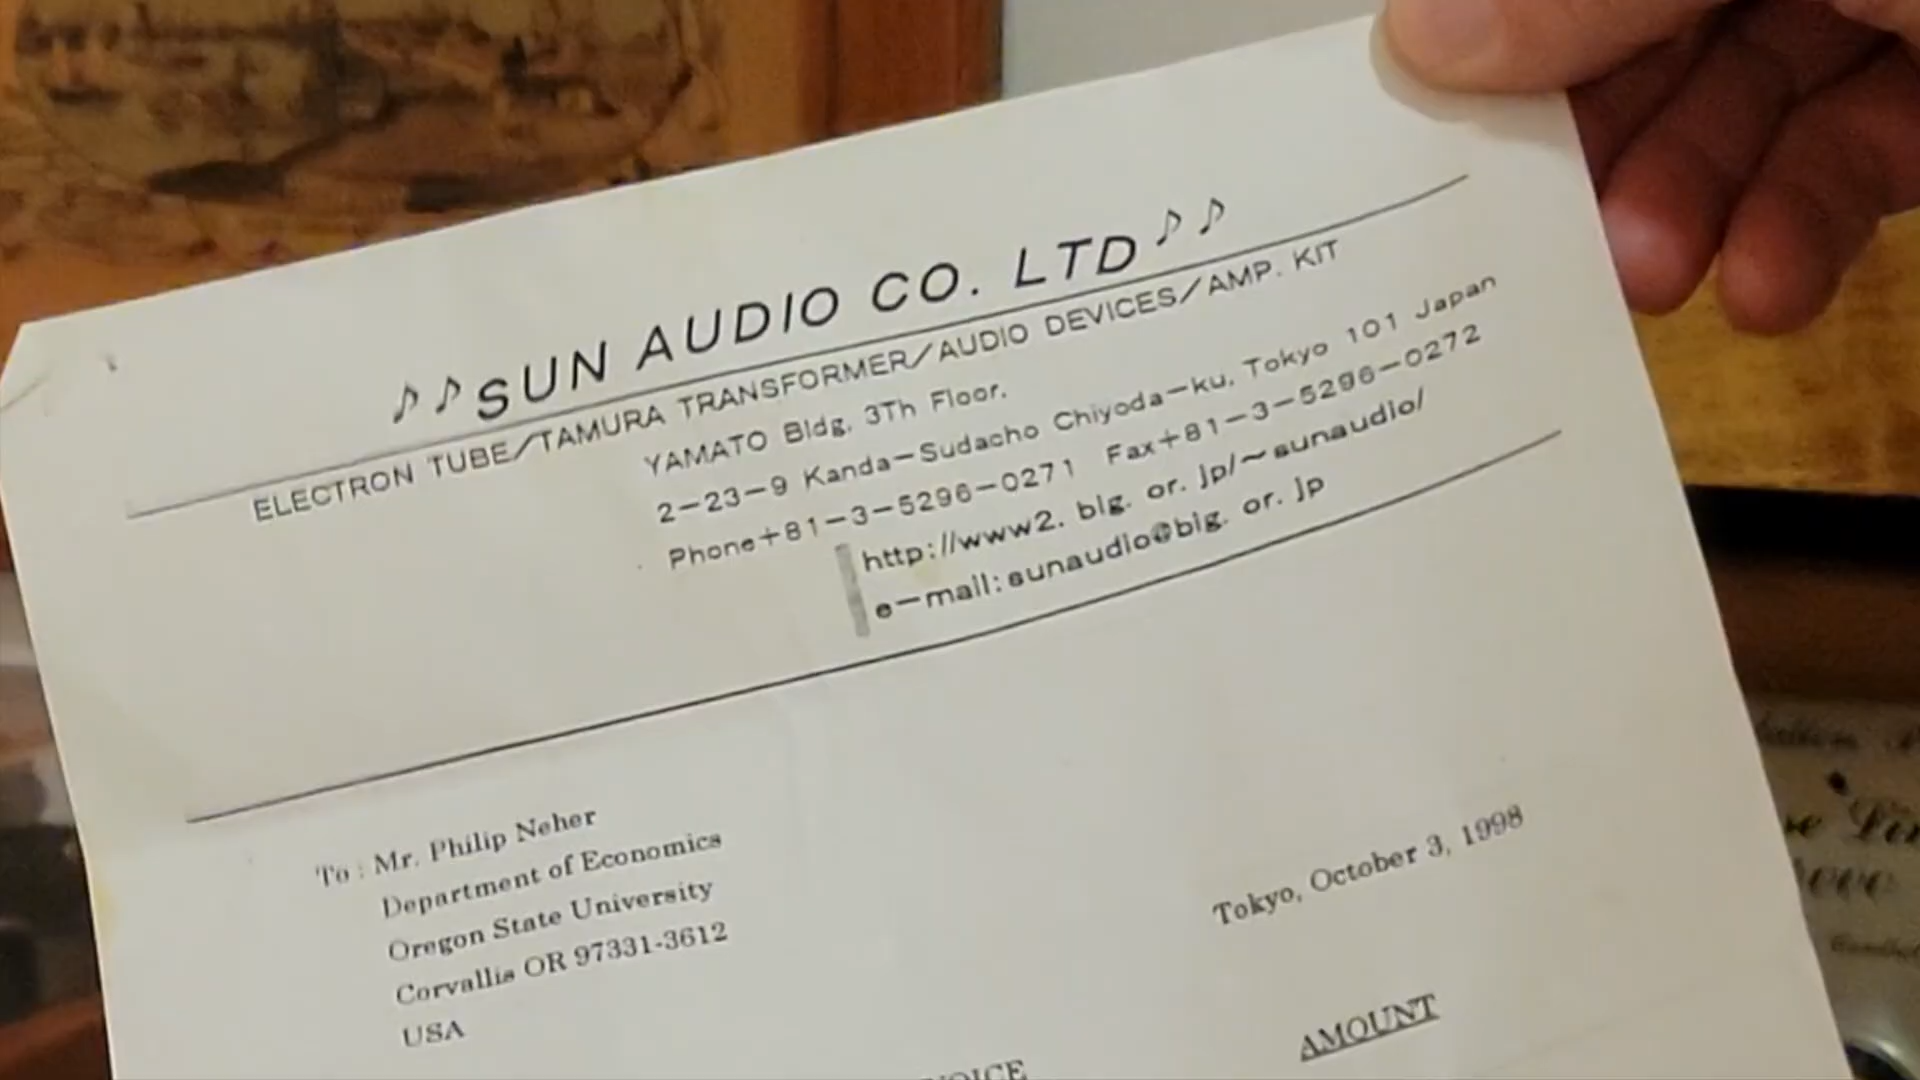 ♪♪SUN AUDIO CO. LTD♪♪
ELECTRON TUBE/TAMURA TRANSFORMER/AUDIO DEVICES/AMP. KIT
YAMATO Bldg. 3Th Floor.
2-23-9 Kanda-Sudacho Chiyoda-ku, Tokyo 101 Japan
Phone+81-3-5296-0271 Fax+81-3-5296-0272
http://www2. big. or. jp/~sunaudio/
e-mail:sunaudio@big. or. jp
To : Mr. Philip Neher
Department of Economics
Oregon State University
Corvallis OR 97331-3612
USA
Tokyo, October 3, 1998
AMOUNT